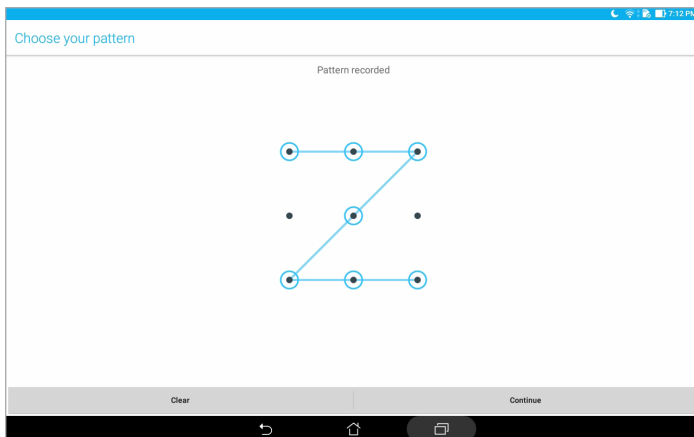 7:12 PM
Choose your pattern
Pattern recorded
Clear
Continue